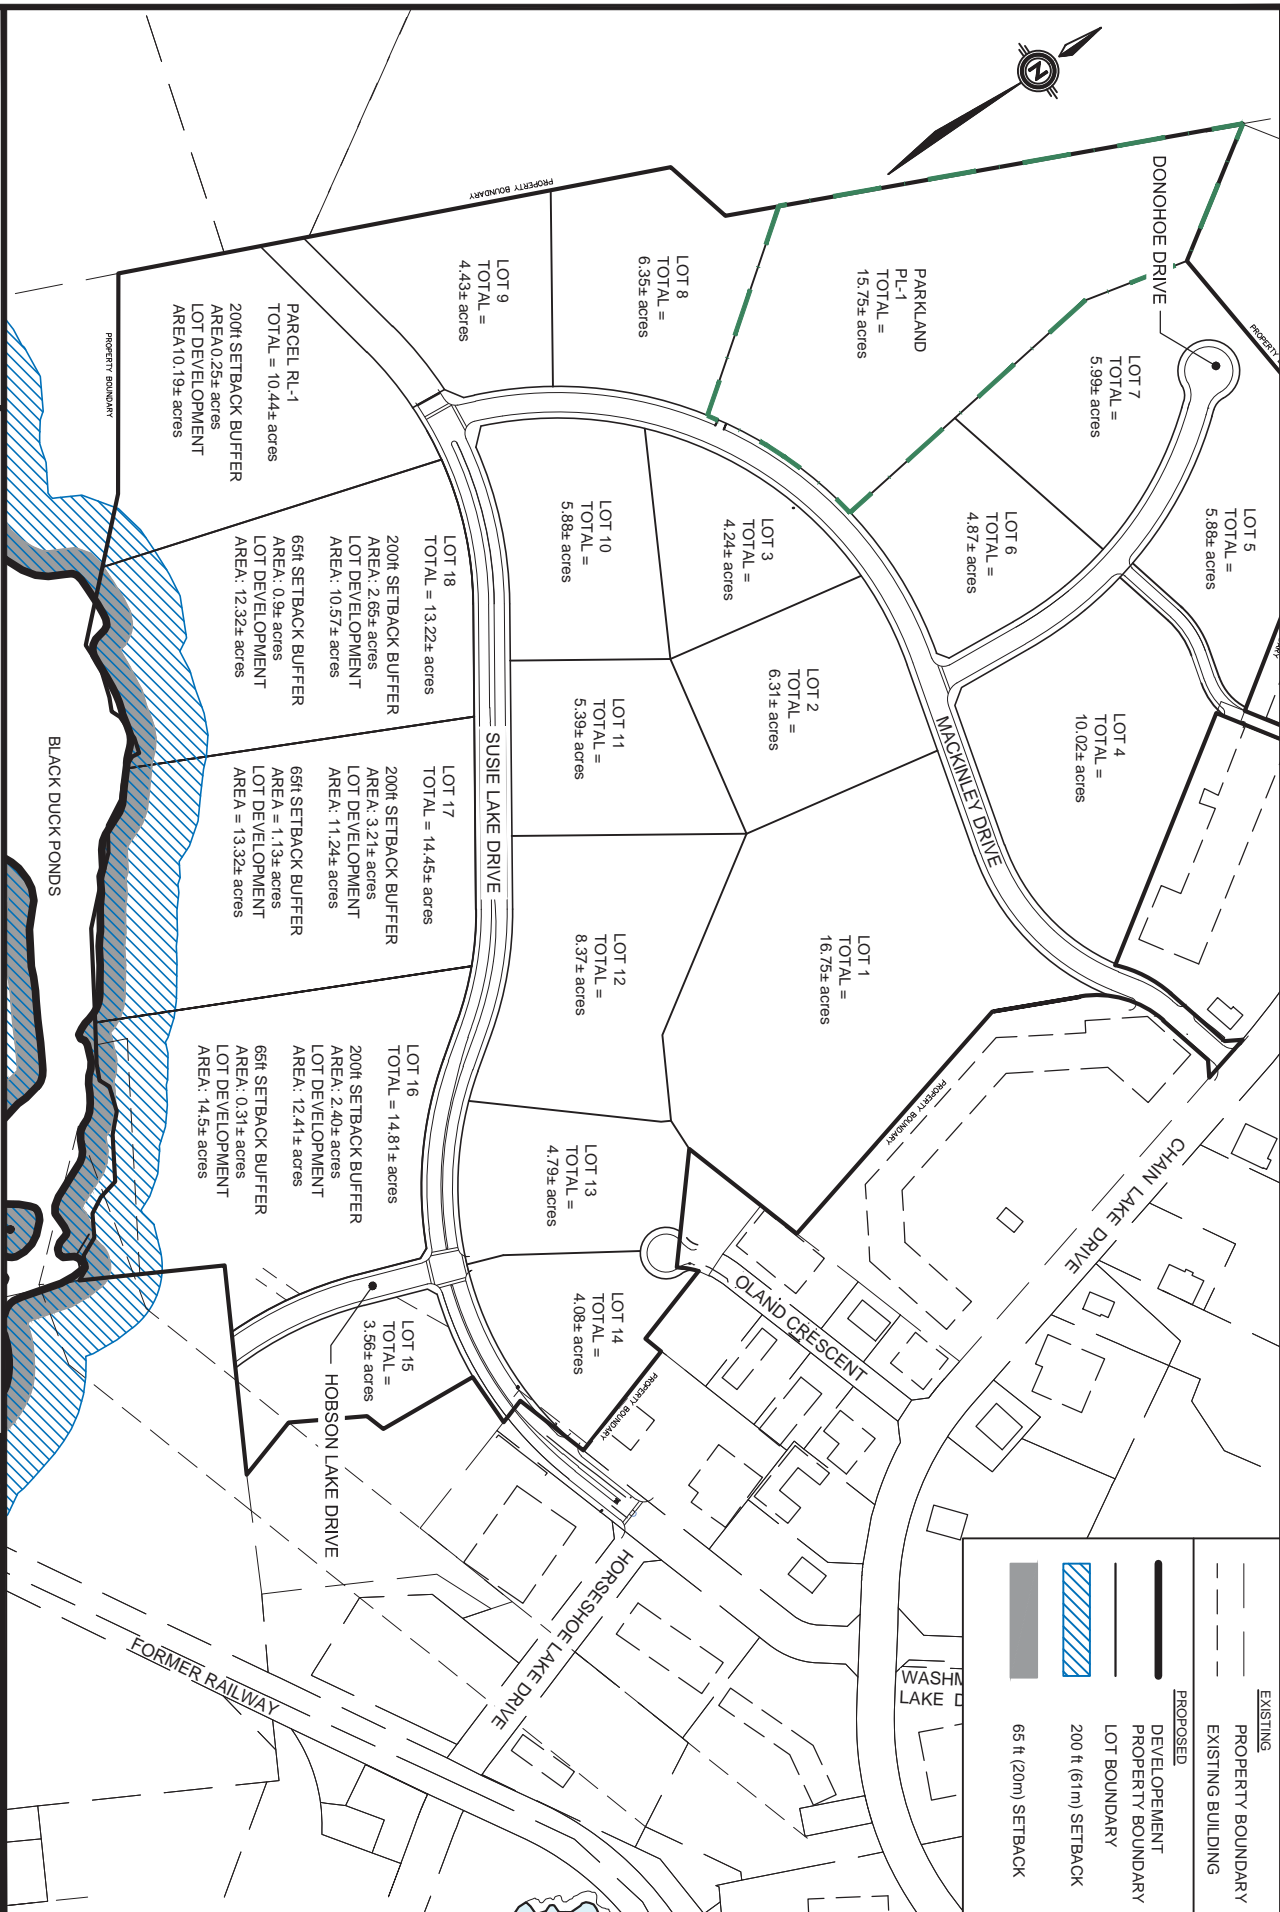 N
DONOHOE DRIVE
PROPERTY BOUNDARY
PROPERTY
LOT 5
TOTAL =
5.88± acres
LOT 7
TOTAL =
5.99± acres
PARKLAND
PL-1
TOTAL =
15.75± acres
LOT 8
TOTAL =
6.35± acres
LOT 9
TOTAL =
4.43± acres
PARCEL RL-1
TOTAL = 10.44± acres
200ft SETBACK BUFFER
AREA0.25± acres
LOT DEVELOPMENT
AREA10.19± acres
PROPERTY BOUNDARY
LOT 6
TOTAL =
4.87± acres
LOT 3
TOTAL =
4.24± acres
LOT 10
TOTAL =
5.88± acres
LOT 18
TOTAL = 13.22± acres
200ft SETBACK BUFFER
AREA: 2.65± acres
LOT DEVELOPMENT
AREA: 10.57± acres
65ft SETBACK BUFFER
AREA: 0.9± acres
LOT DEVELOPMENT
AREA: 12.32± acres
LOT 4
TOTAL =
10.02± acres
MACKINLEY DRIVE
LOT 2
TOTAL =
6.31± acres
LOT 11
TOTAL =
5.39± acres
SUSIE LAKE DRIVE
LOT 17
TOTAL = 14.45± acres
200ft SETBACK BUFFER
AREA: 3.21± acres
LOT DEVELOPMENT
AREA: 11.24± acres
65ft SETBACK BUFFER
AREA = 1.13± acres
LOT DEVELOPMENT
AREA = 13.32± acres
BLACK DUCK PONDS
LOT 1
TOTAL =
16.75± acres
LOT 12
TOTAL =
8.37± acres
LOT 16
TOTAL = 14.81± acres
200ft SETBACK BUFFER
AREA: 2.40± acres
LOT DEVELOPMENT
AREA: 12.41± acres
65ft SETBACK BUFFER
AREA: 0.31± acres
LOT DEVELOPMENT
AREA: 14.5± acres
PROPERTY BOUNDARY
CHAIN LAKE DRIVE
LOT 13
TOTAL =
4.79± acres
OLAND CRESCENT
LOT 14
TOTAL =
4.08± acres
PROPERTY BOUNDARY
LOT 15
TOTAL =
3.56± acres
HOBSON LAKE DRIVE
HORSESHOE LAKE DRIVE
FORMER RAILWAY
WASHM
LAKE D
EXISTING
PROPERTY BOUNDARY
EXISTING BUILDING
PROPOSED
DEVELOPEMENT
PROPERTY BOUNDARY
LOT BOUNDARY
200 ft (61m) SETBACK
65 ft (20m) SETBACK